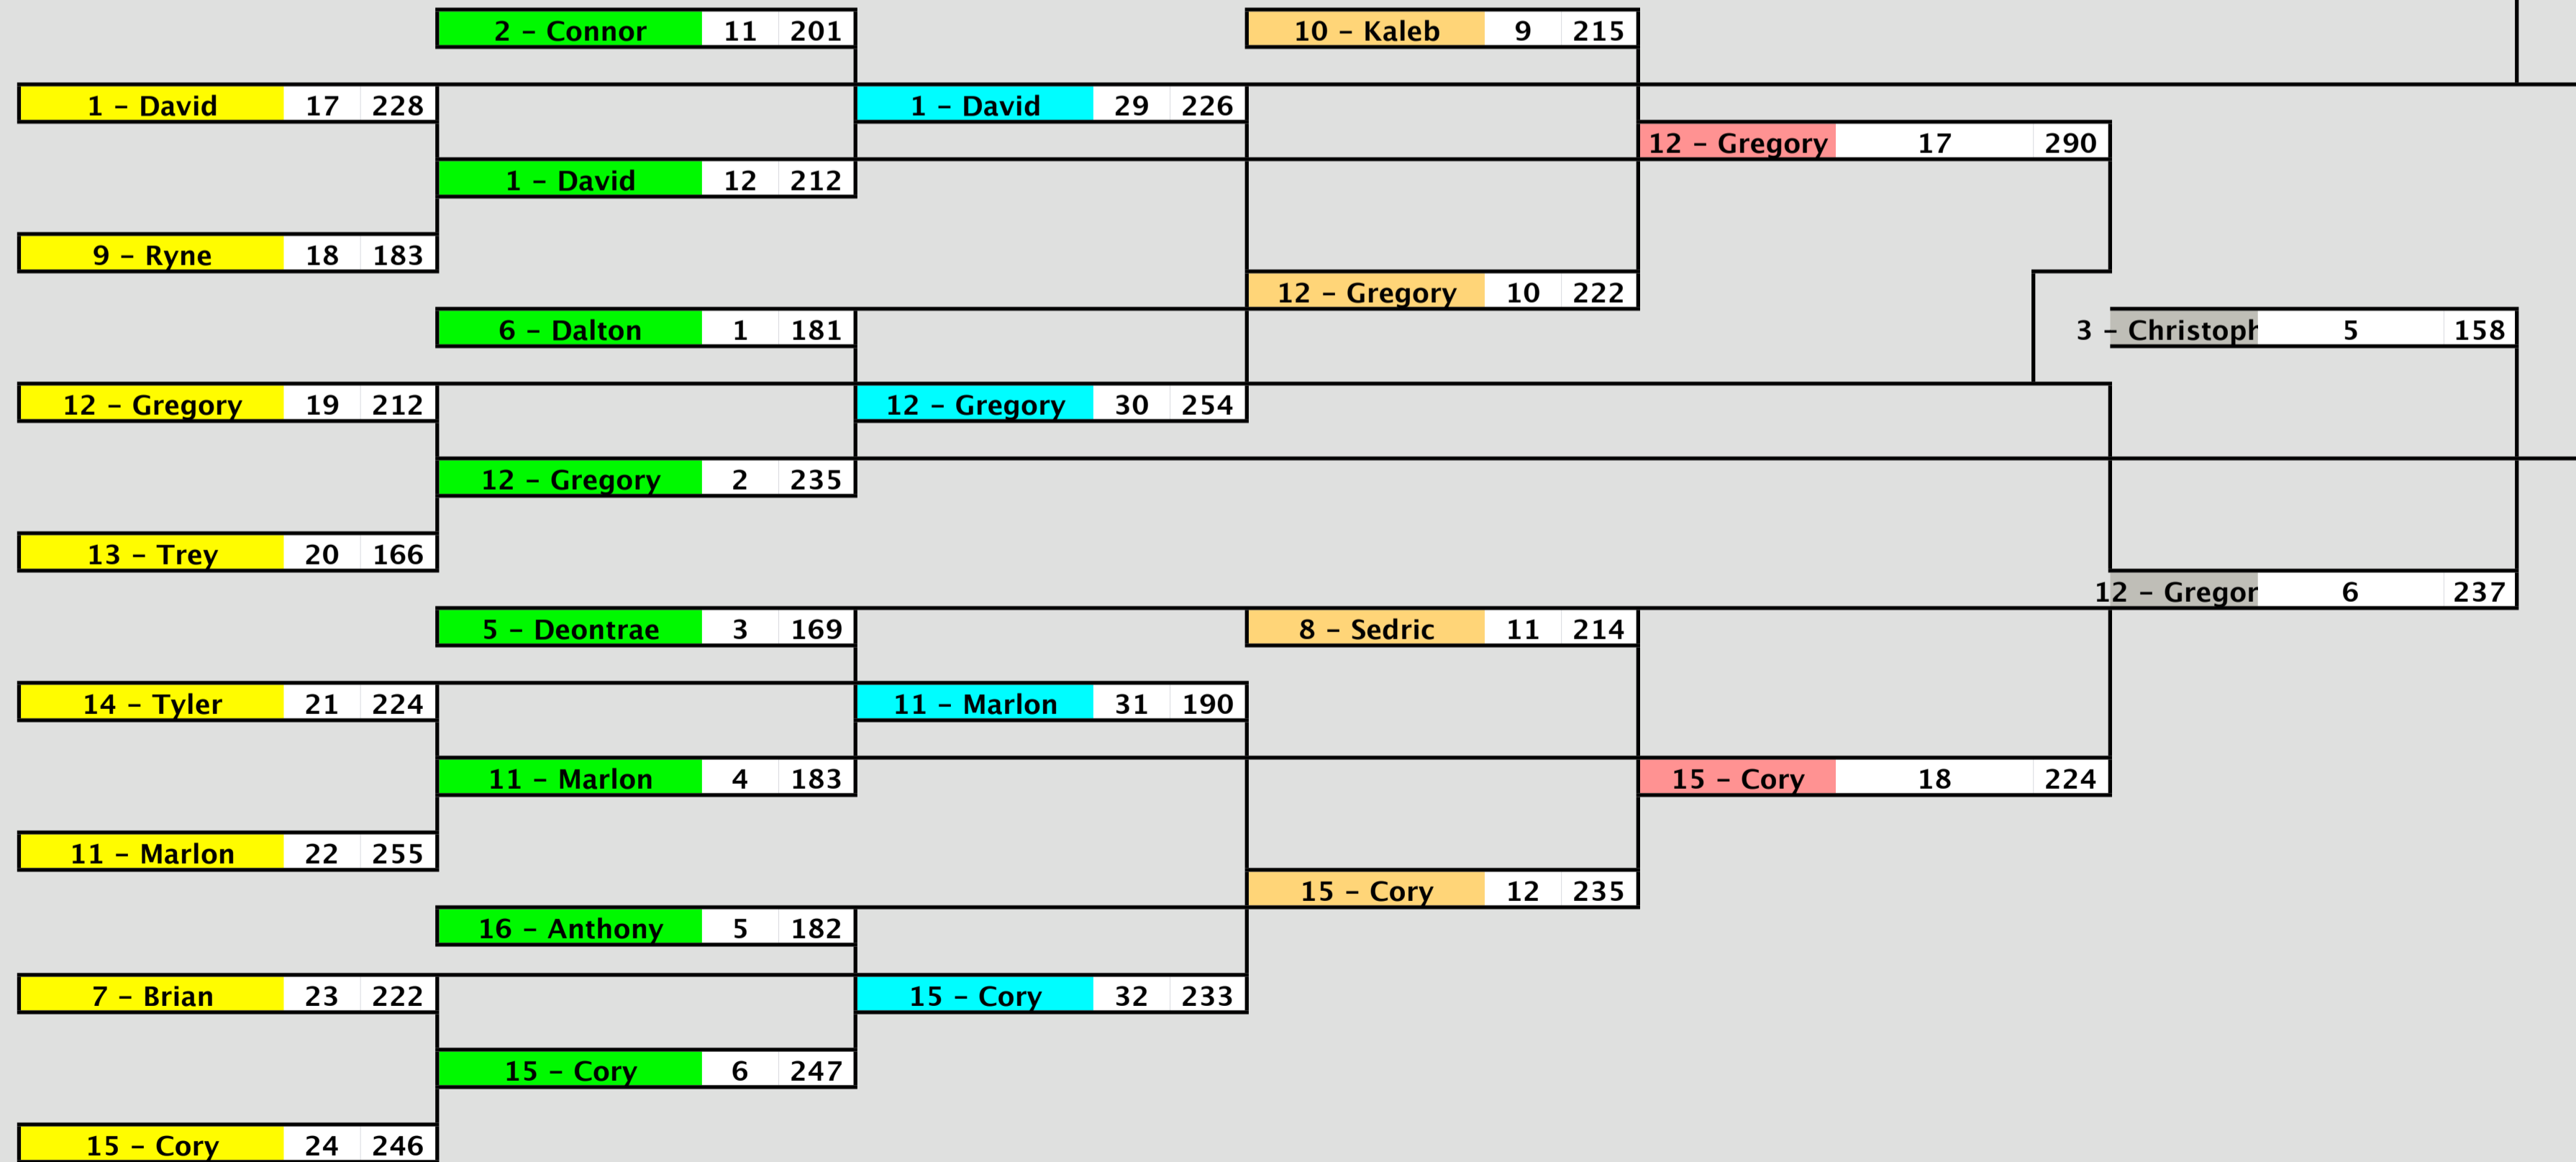 2 – Connor 11 201
10 – Kaleb 9 215
1 – David 17 228
1 – David 29 226
12 – Gregory 17 290
1 – David 12 212
9 – Ryne 18 183
12 – Gregory 10 222
6 – Dalton 1 181
3 – Christoph 5 158
12 – Gregory 19 212
12 – Gregory 30 254
12 – Gregory 2 235
13 – Trey 20 166
12 – Gregor 6 237
5 – Deontrae 3 169
8 – Sedric 11 214
14 – Tyler 21 224
11 – Marlon 31 190
11 – Marlon 4 183
15 – Cory 18 224
11 – Marlon 22 255
15 – Cory 12 235
16 – Anthony 5 182
7 – Brian 23 222
15 – Cory 32 233
15 – Cory 6 247
15 – Cory 24 246